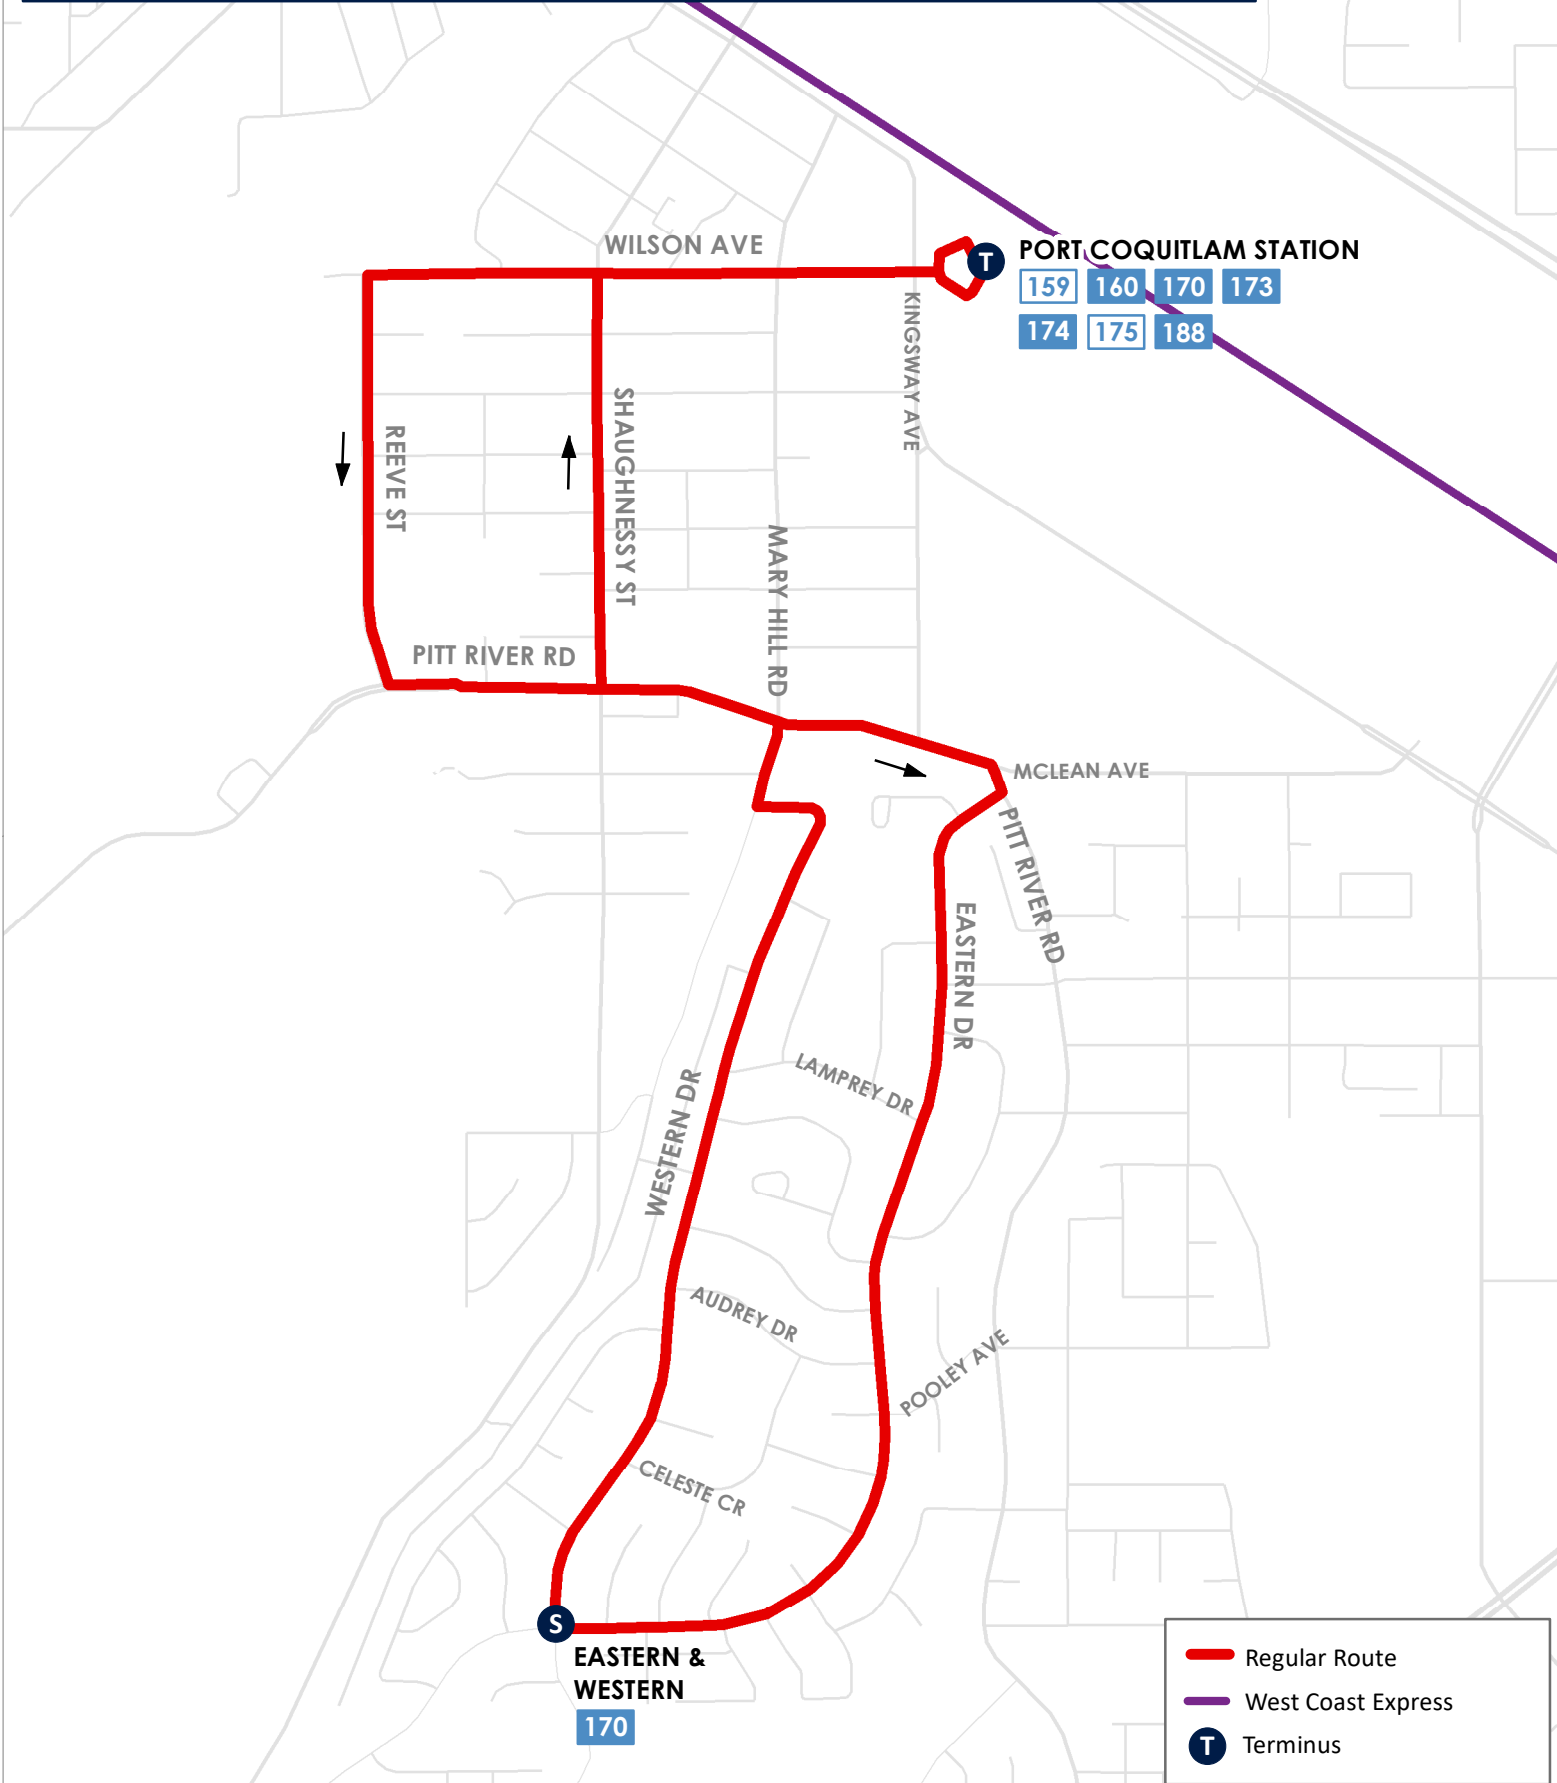 WILSON AVE
T
PORT COQUITLAM STATION
159 160 170 173
174 175 188
KINGSWAY AVE
REEVE ST
SHAUGHNESSY ST
MARY HILL RD
PITT RIVER RD
MCLEAN AVE
PITT RIVER RD
EASTERN DR
LAMPREY DR
WESTERN DR
AUDREY DR
POOLEY AVE
CELESTE CR
S
EASTERN &
WESTERN
170
Regular Route
West Coast Express
T Terminus